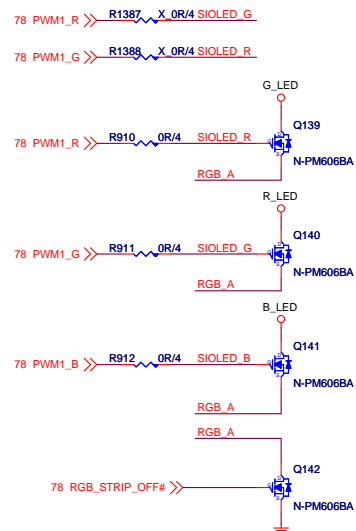 78 PWM1_R R1387 X_0R/4 SIOLED_G
78 PWM1_G R1388 X_0R/4 SIOLED_R
G_LED
Q139
78 PWM1_R R910 0R/4 SIOLED_R
N-PM606BA
RGB_A
R_LED
Q140
78 PWM1_G R911 0R/4 SIOLED_G
N-PM606BA
RGB_A
B_LED
Q141
78 PWM1_B R912 0R/4 SIOLED_B
N-PM606BA
RGB_A
RGB_A
Q142
78 RGB_STRIP_OFF#
N-PM606BA